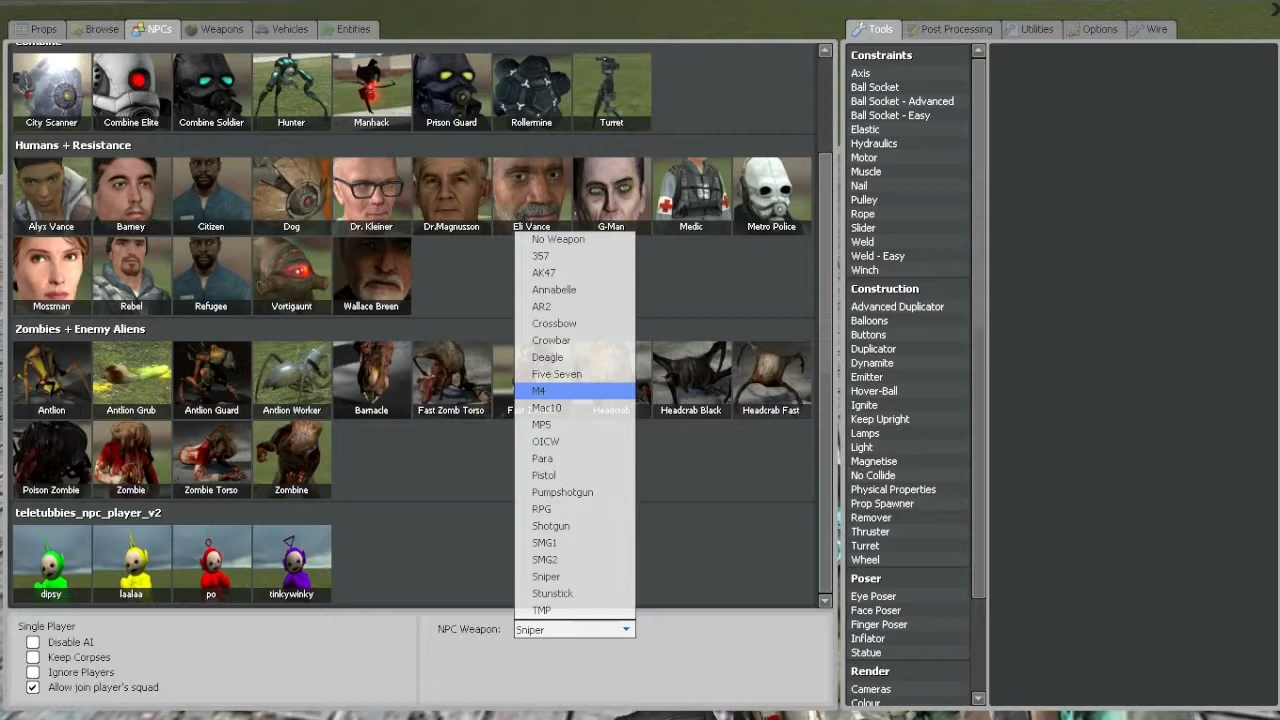 Props Browse NPCs Weapons Vehicles Entities
Combine
City Scanner Combine Elite Combine Soldier Hunter Manhack Prison Guard Rollermine Turret
Humans + Resistance
Alyx Vance Barney Citizen Dog Dr. Kleiner Dr.Magnusson Eli Vance G-Man Medic Metro Police
Mossman Rebel Refugee Vortigaunt Wallace Breen
Zombies + Enemy Aliens
Antlion Antlion Grub Antlion Guard Antlion Worker Barnacle Fast Zomb Torso Headcrab Headcrab Black Headcrab Fast
Poison Zombie Zombie Zombie Torso Zombine
teletubbies_npc_player_v2
dipsy laalaa po tinkywinky
No Weapon
357
AK47
Annabelle
AR2
Crossbow
Crowbar
Deagle
Five Seven
M4
Mac10
MP5
OICW
Para
Pistol
Pumpshotgun
RPG
Shotgun
SMG1
SMG2
Sniper
Stunstick
TMP
Single Player
Disable AI
Keep Corpses
Ignore Players
Allow join player's squad
NPC Weapon: Sniper
Tools Post Processing Utilities Options Wire
Constraints
Axis
Ball Socket
Ball Socket - Advanced
Ball Socket - Easy
Elastic
Hydraulics
Motor
Muscle
Nail
Pulley
Rope
Slider
Weld
Weld - Easy
Winch
Construction
Advanced Duplicator
Balloons
Buttons
Duplicator
Dynamite
Emitter
Hover-Ball
Ignite
Keep Upright
Lamps
Light
Magnetise
No Collide
Physical Properties
Prop Spawner
Remover
Thruster
Turret
Wheel
Poser
Eye Poser
Face Poser
Finger Poser
Inflator
Statue
Render
Cameras
Colour